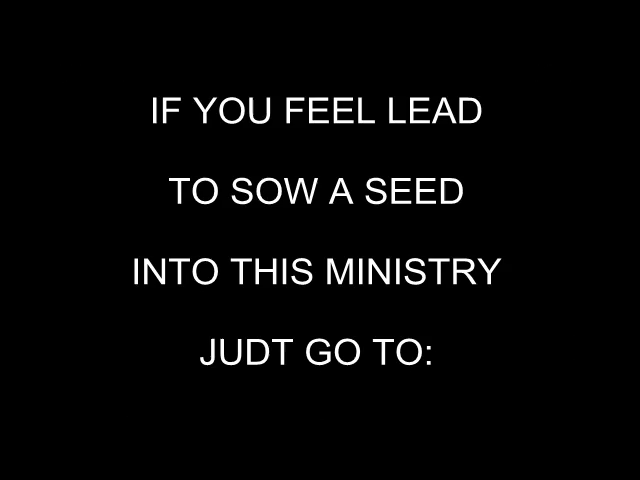 IF YOU FEEL LEAD
TO SOW A SEED
INTO THIS MINISTRY
JUDT GO TO: